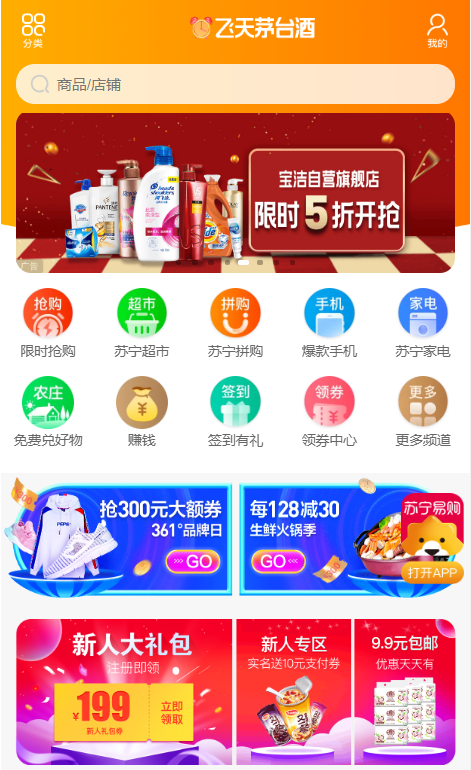 飞天茅台酒
分类
我的
商品/店铺
宝洁自营旗舰店
限时5折开抢
PANTENE
head&
shoulders
Tide
广告
抢购
超市
拼购
手机
家电
限时抢购
苏宁超市
苏宁拼购
爆款手机
苏宁家电
农庄
¥
签到
领券
更多
免费兑好物
赚钱
签到有礼
领券中心
更多频道
抢300元大额券
361°品牌日
GO
PEPSI
每128减30
生鲜火锅季
GO
苏宁易购
打开APP
新人大礼包
注册即领
¥199
新人礼包券
立即
领取
新人专区
实名送10元支付券
9.9元包邮
优惠天天有